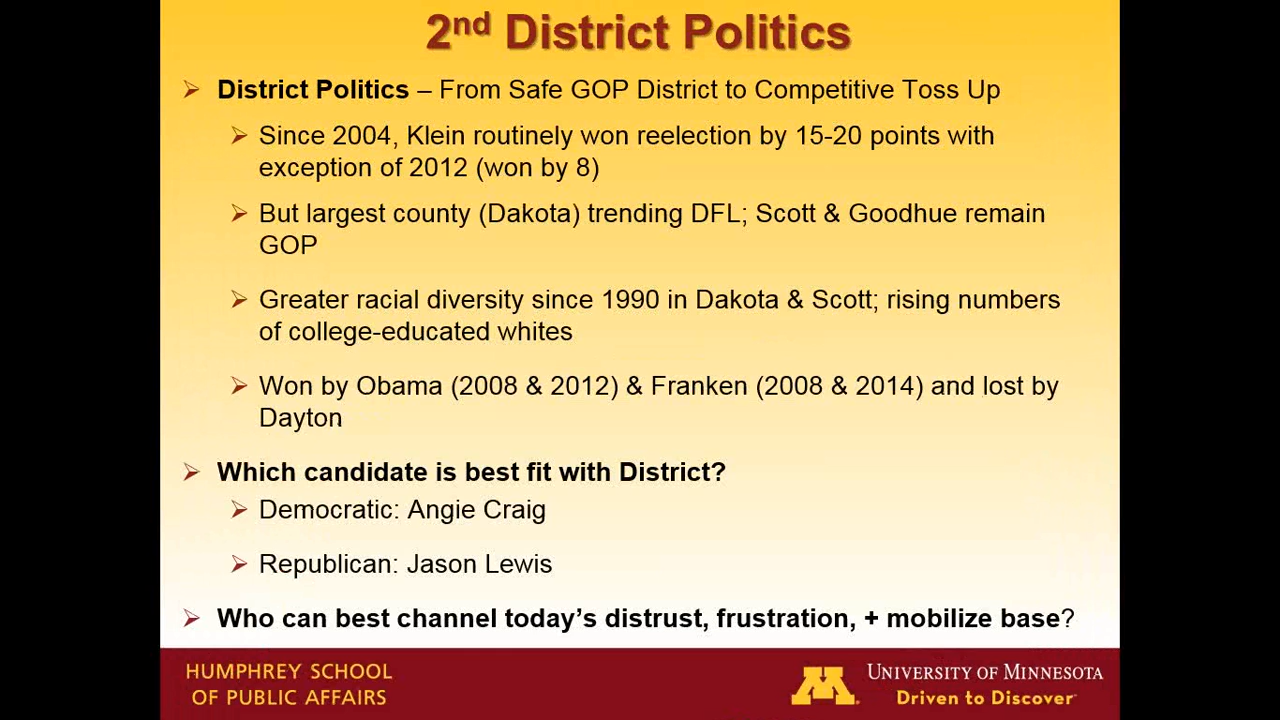 2nd District Politics
District Politics – From Safe GOP District to Competitive Toss Up
Since 2004, Klein routinely won reelection by 15-20 points with
exception of 2012 (won by 8)
But largest county (Dakota) trending DFL; Scott & Goodhue remain
GOP
Greater racial diversity since 1990 in Dakota & Scott; rising numbers
of college-educated whites
Won by Obama (2008 & 2012) & Franken (2008 & 2014) and lost by
Dayton
Which candidate is best fit with District?
Democratic: Angie Craig
Republican: Jason Lewis
Who can best channel today's distrust, frustration, + mobilize base?
HUMPHREY SCHOOL
OF PUBLIC AFFAIRS
M
UNIVERSITY OF MINNESOTA
Driven to Discover